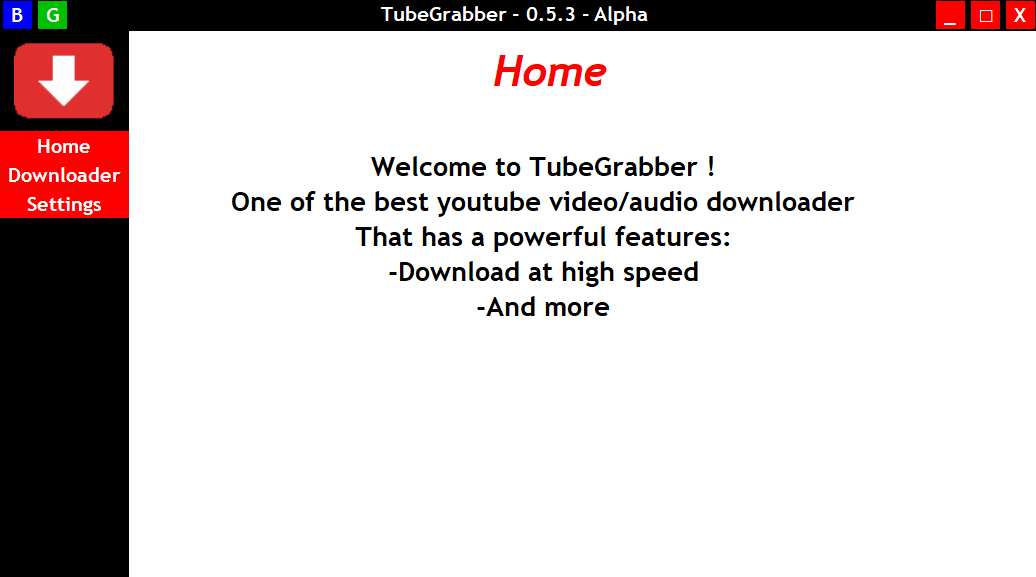 B G TubeGrabber - 0.5.3 - Alpha _ □ X
Home
Downloader
Settings
Home
Welcome to TubeGrabber !
One of the best youtube video/audio downloader
That has a powerful features:
-Download at high speed
-And more